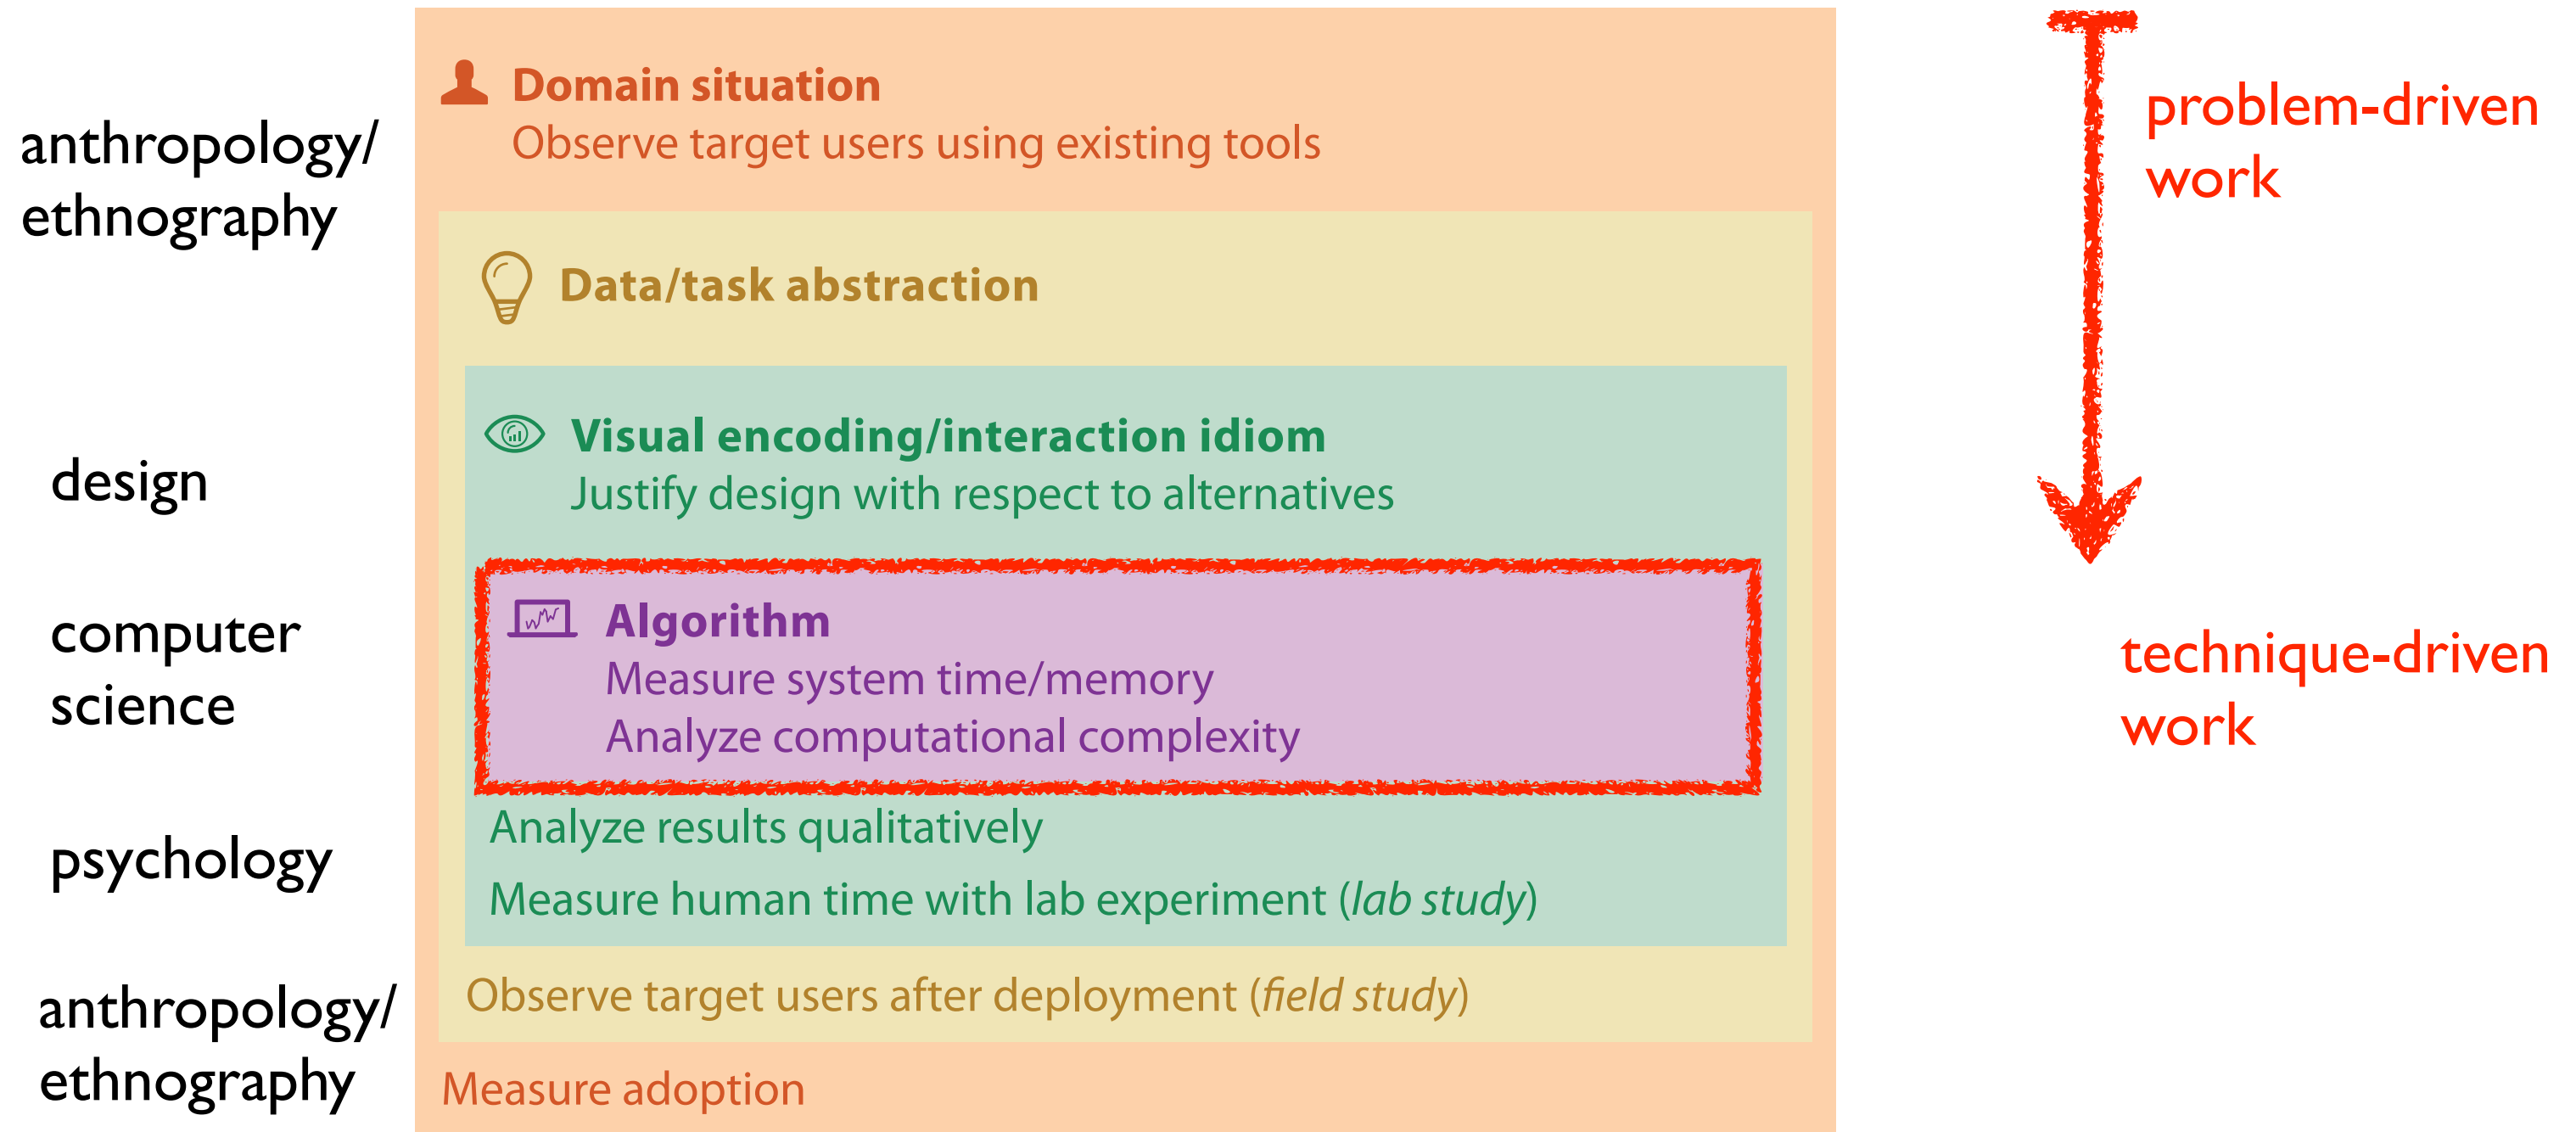 anthropology/
ethnography
design
computer
science
psychology
anthropology/
ethnography
Domain situation
Observe target users using existing tools
Data/task abstraction
Visual encoding/interaction idiom
Justify design with respect to alternatives
Algorithm
Measure system time/memory
Analyze computational complexity
Analyze results qualitatively
Measure human time with lab experiment (lab study)
Observe target users after deployment (field study)
Measure adoption
problem-driven
work
technique-driven
work